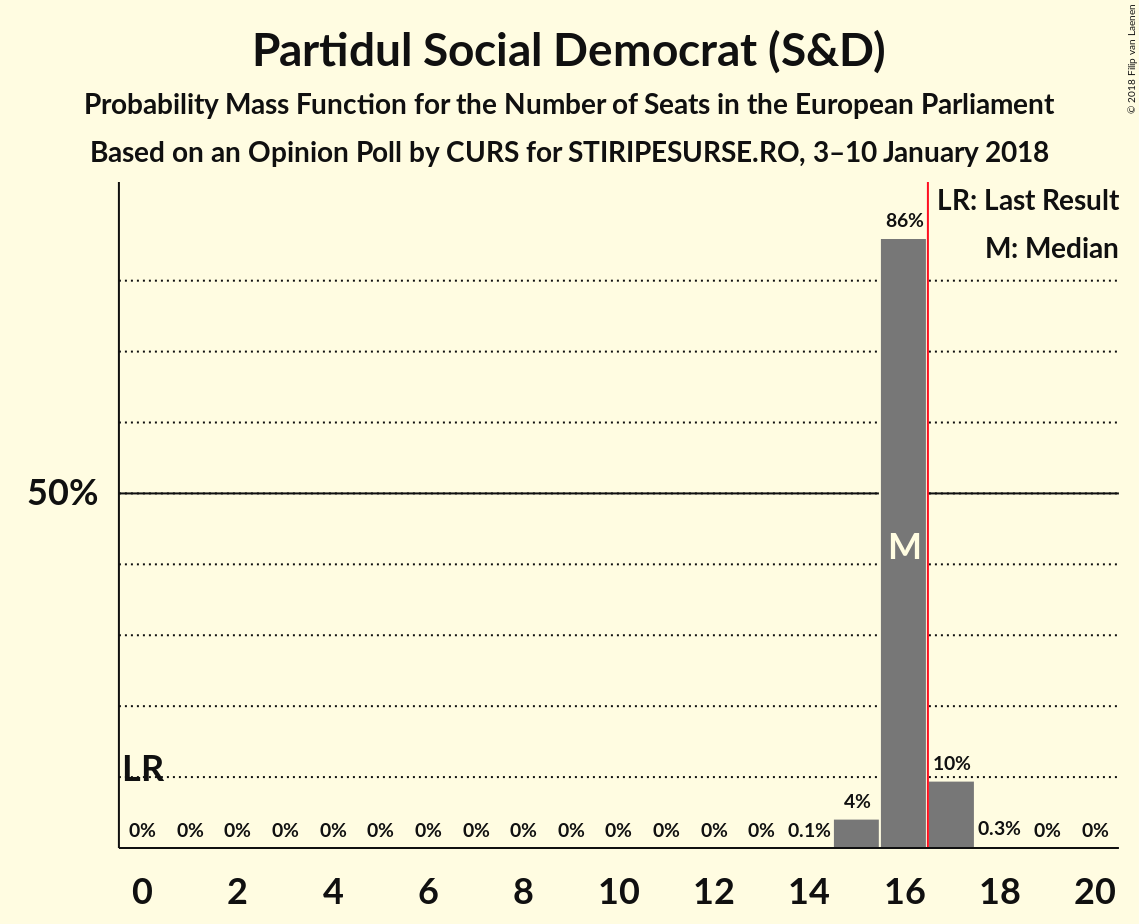 Partidul Social Democrat (S&D)
Probability Mass Function for the Number of Seats in the European Parliament
Based on an Opinion Poll by CURS for STIRIPESURSE.RO, 3–10 January 2018
© 2018 Filip van Laenen
LR: Last Result
M: Median
86%
50%
M
LR
10%
4%
0% 0% 0% 0% 0% 0% 0% 0% 0% 0% 0% 0% 0% 0% 0.1% 0.3% 0% 0%
0 2 4 6 8 10 12 14 16 18 20